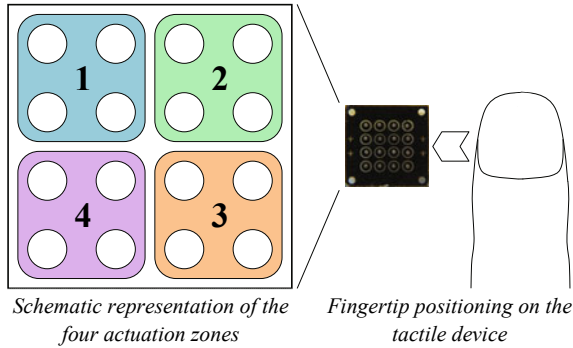 1
2
4
3
Schematic representation of the
four actuation zones
Fingertip positioning on the
tactile device